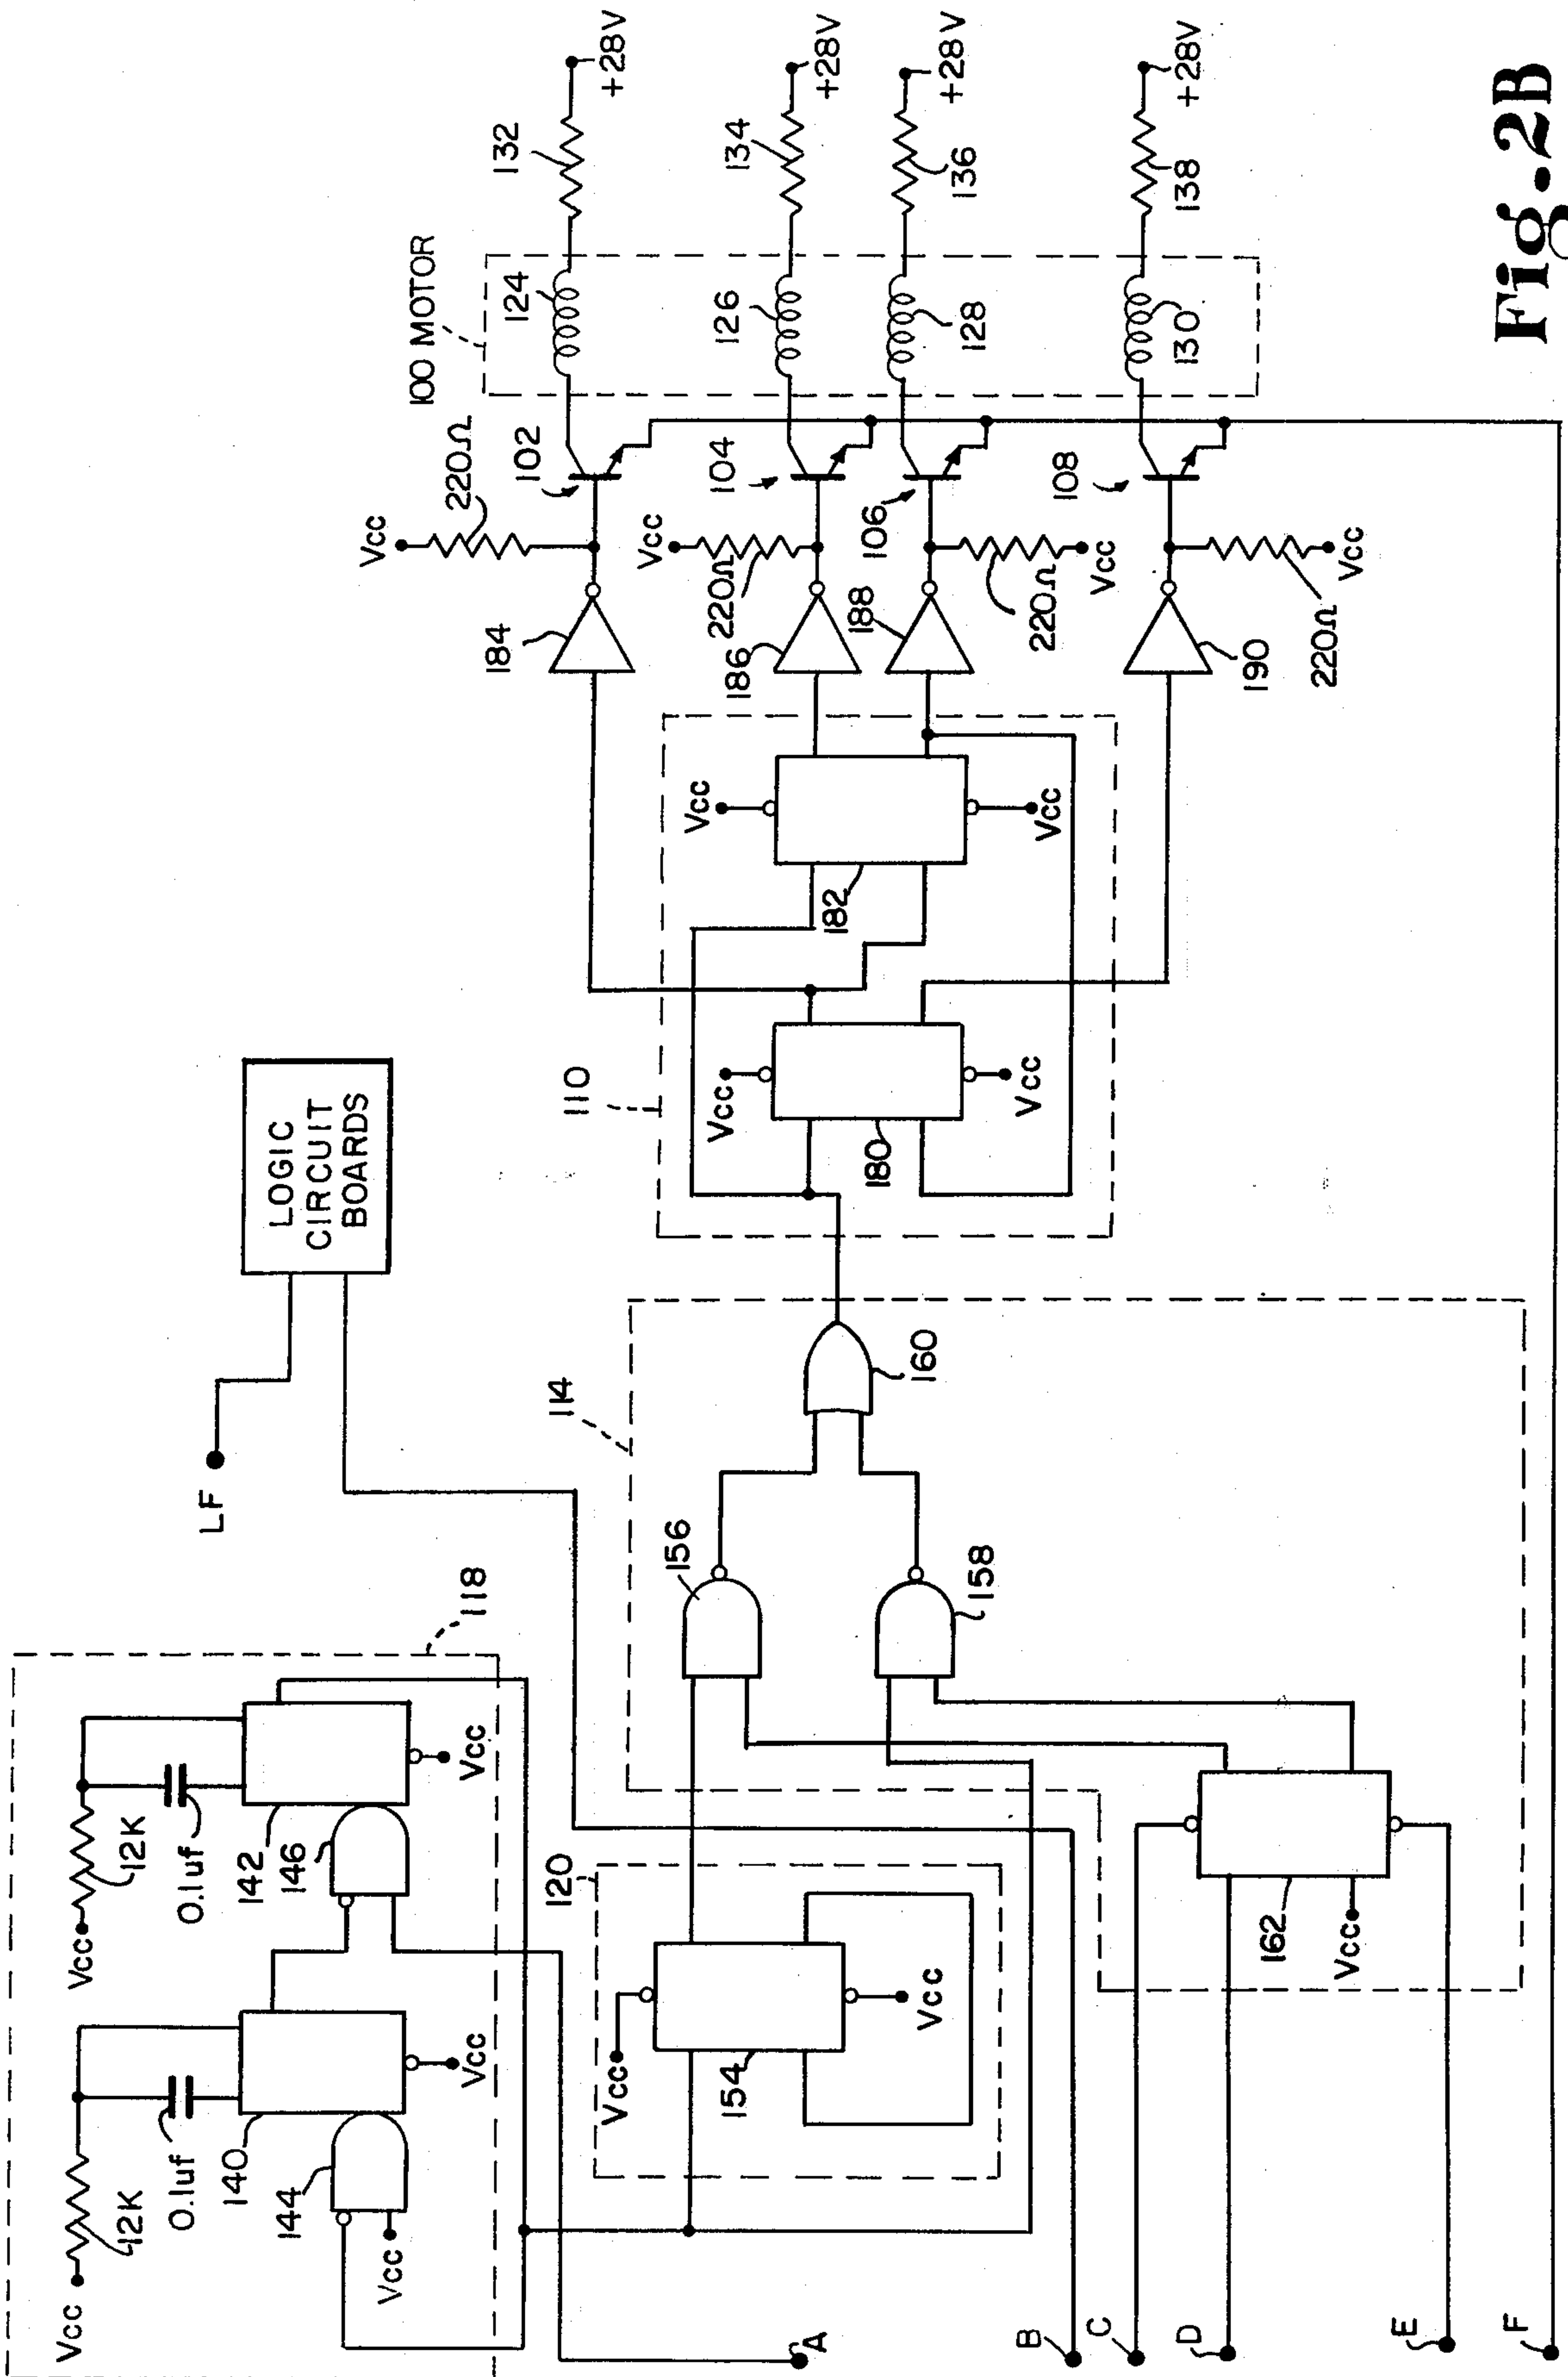 118
Vcc
12K
0.1uf
140
144
Vcc
Vcc
Vcc
12K
0.1uf
142
146
Vcc
LF
LOGIC
CIRCUIT
BOARDS
120
Vcc
154
Vcc
114
156
158
160
162
Vcc
110
Vcc
180
Vcc
Vcc
182
Vcc
184
186
188
190
Vcc
220Ω
Vcc
220Ω
220Ω
Vcc
220Ω
Vcc
102
104
106
108
100 MOTOR
124
126
128
130
132
134
136
138
+28V
+28V
+28V
+28V
A
B
C
D
E
F
Fig-2B